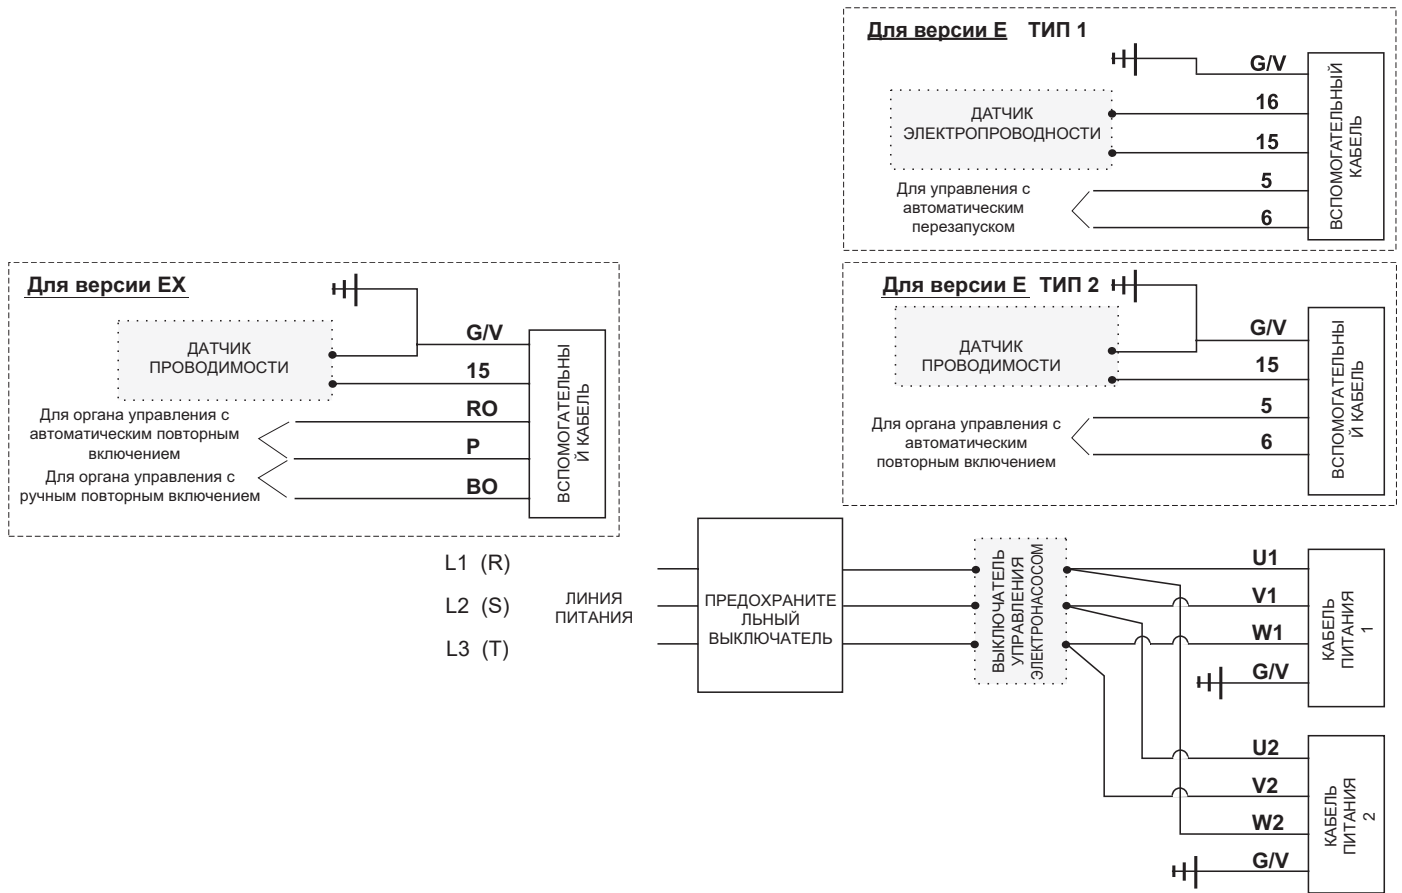 Для версии E ТИП 1
G/V
16
15
5
6
ДАТЧИК
ЭЛЕКТРОПРОВОДНОСТИ
Для управления с
автоматическим
перезапуском
ВСПОМОГАТЕЛЬНЫЙ
КАБЕЛЬ
Для версии EX
G/V
15
RO
P
BO
ДАТЧИК
ПРОВОДИМОСТИ
Для органа управления с
автоматическим повторным
включением
Для органа управления с
ручным повторным включением
ВСПОМОГАТЕЛЬНЫ
Й КАБЕЛЬ
Для версии E ТИП 2
G/V
15
5
6
ДАТЧИК
ПРОВОДИМОСТИ
Для органа управления с
автоматическим
повторным включением
ВСПОМОГАТЕЛЬНЫ
Й КАБЕЛЬ
L1 (R)
L2 (S)
L3 (T)
ЛИНИЯ
ПИТАНИЯ
ПРЕДОХРАНИТЕ
ЛЬНЫЙ
ВЫКЛЮЧАТЕЛЬ
ВЫКЛЮЧАТЕЛЬ
УПРАВЛЕНИЯ
ЭЛЕКТРОНАСОСОМ
U1
V1
W1
G/V
КАБЕЛЬ
ПИТАНИЯ
1
U2
V2
W2
G/V
КАБЕЛЬ
ПИТАНИЯ
2